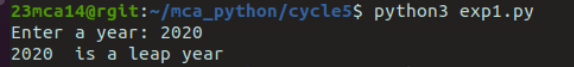 23mca14@rgit:~/mca_python/cycle5$ python3 exp1.py
Enter a year: 2020
2020  is a leap year